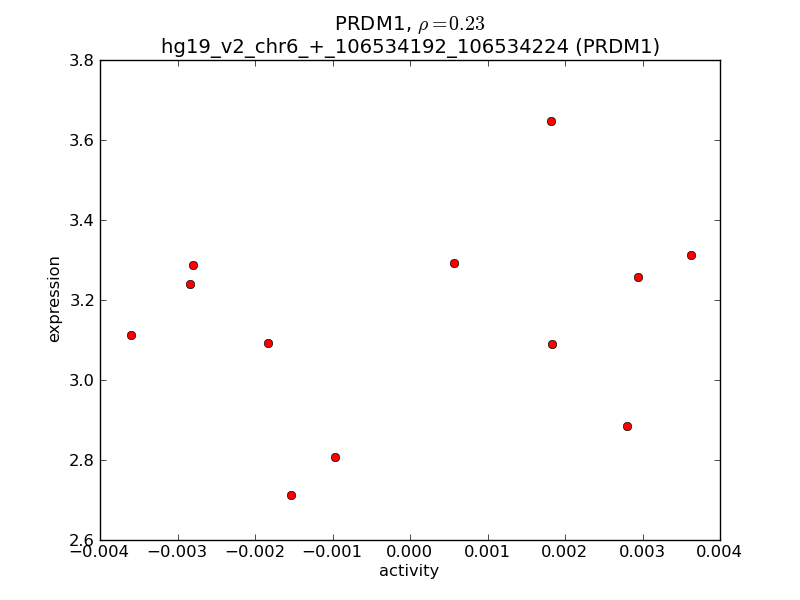 PRDM1, ρ=0.23
hg19_v2_chr6_+_106534192_106534224 (PRDM1)
3.8
3.6
3.4
3.2
3.0
2.8
2.6
expression
−0.004 −0.003 −0.002 −0.001 0.000 0.001 0.002 0.003 0.004
activity